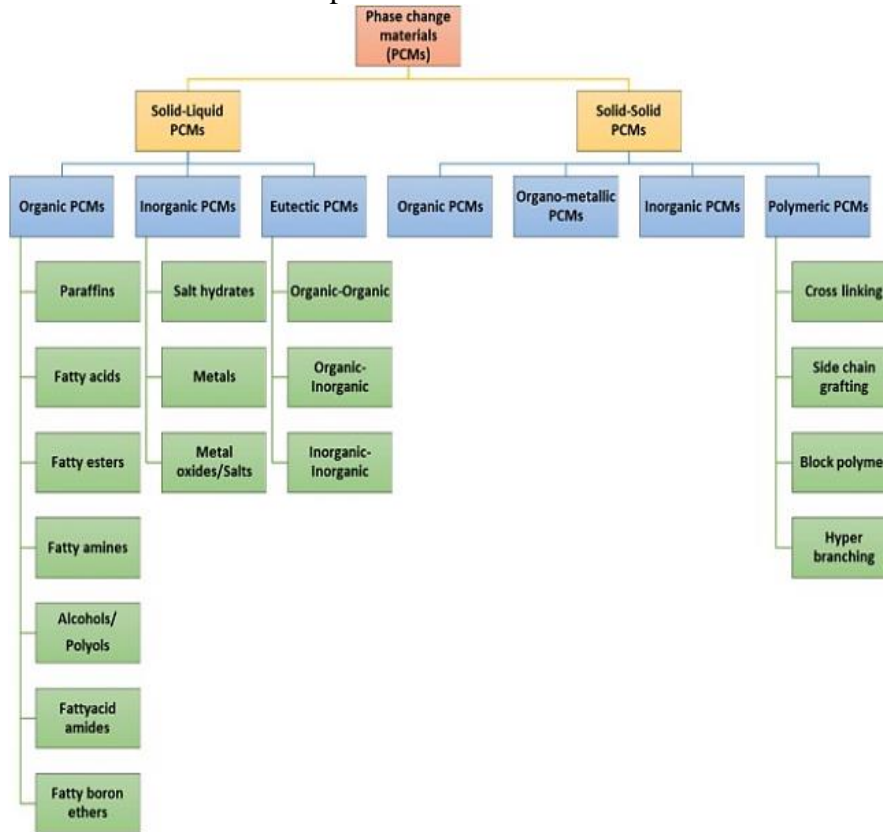 Phase change
materials
(PCMs)
Solid-Liquid
PCMs
Solid-Solid
PCMs
Organic PCMs
Inorganic PCMs
Eutectic PCMs
Organic PCMs
Organo-metallic
PCMs
Inorganic PCMs
Polymeric PCMs
Paraffins
Fatty acids
Fatty esters
Fatty amines
Alcohols/
Polyols
Fattyacid
amides
Fatty boron
ethers
Salt hydrates
Metals
Metal
oxides/Salts
Organic-Organic
Organic-
Inorganic
Inorganic-
Inorganic
Cross linking
Side chain
grafting
Block polyme
Hyper
branching